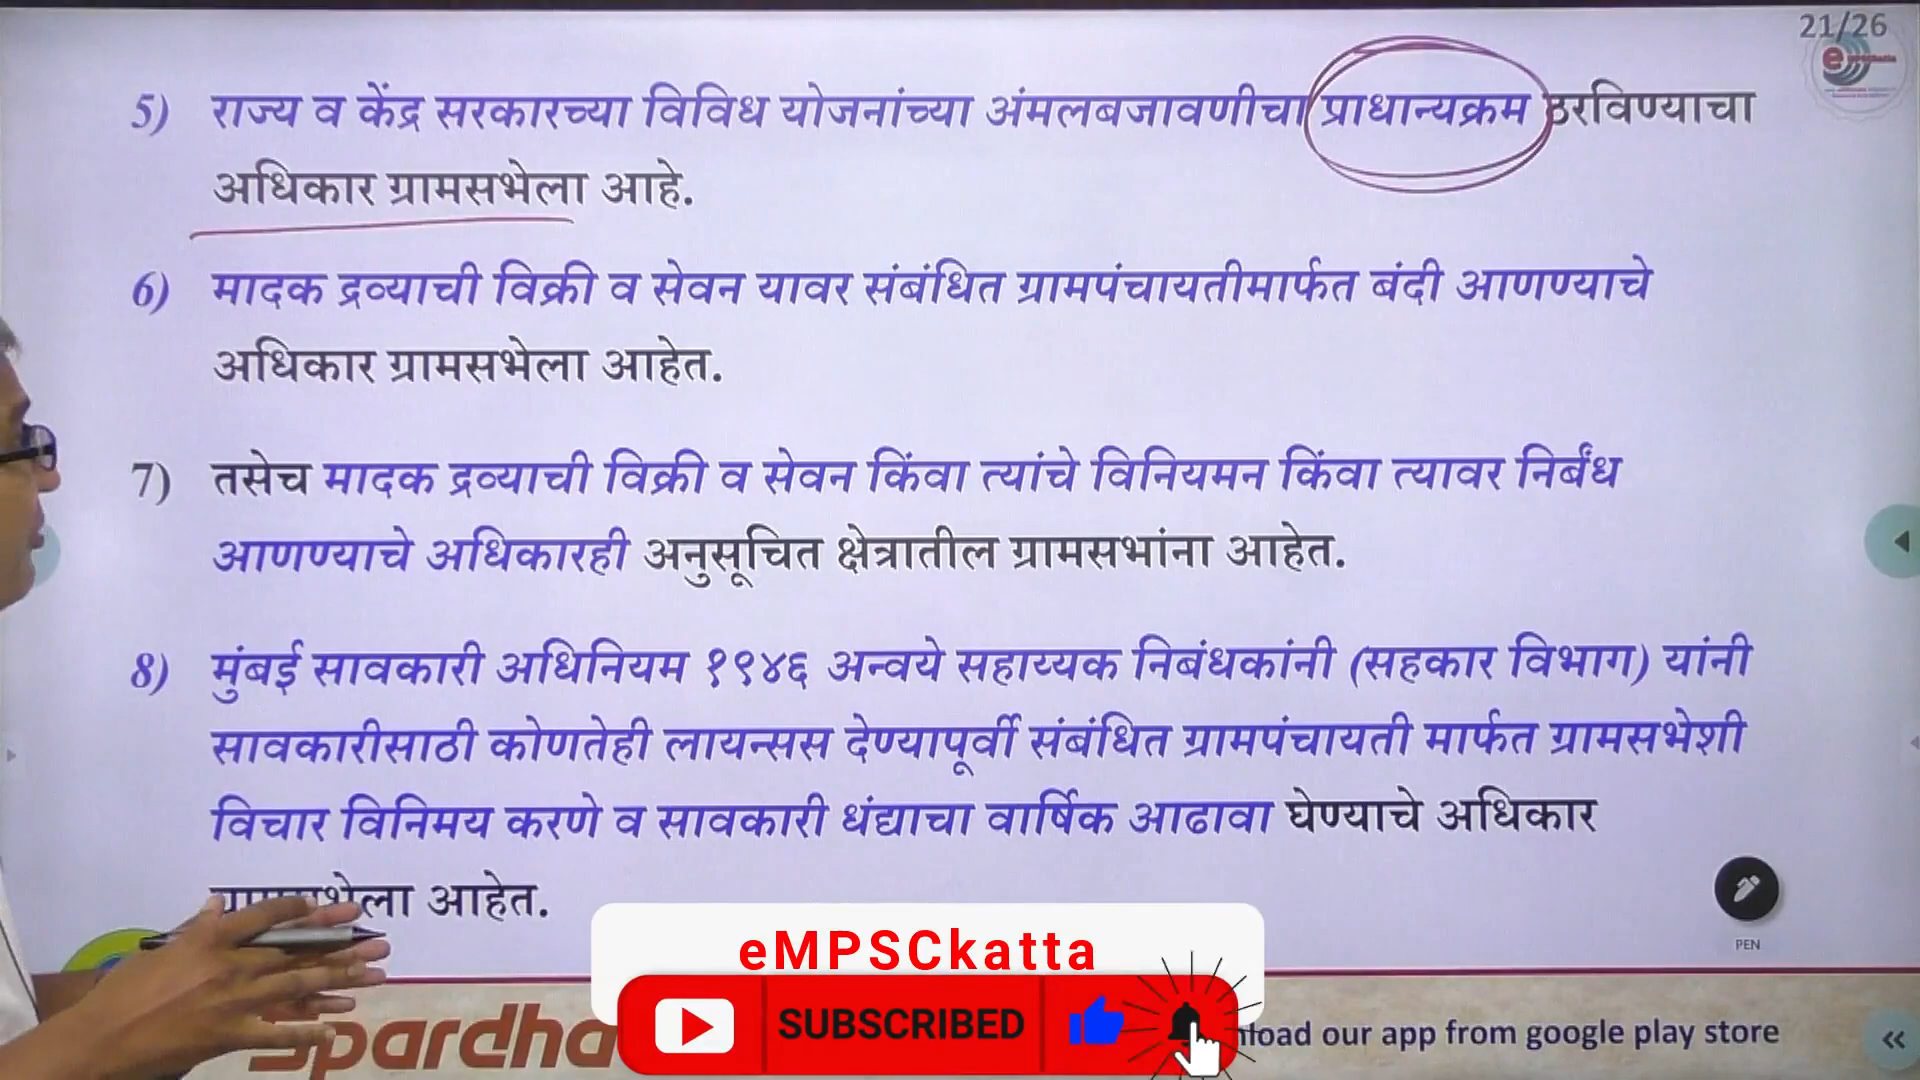 21/26
5) राज्य व केंद्र सरकारच्या विविध योजनांच्या अंमलबजावणीचा प्राधान्यक्रम ठरविण्याचा
अधिकार ग्रामसभेला आहे.
6) मादक द्रव्याची विक्री व सेवन यावर संबंधित ग्रामपंचायतीमार्फत बंदी आणण्याचे
अधिकार ग्रामसभेला आहेत.
7) तसेच मादक द्रव्याची विक्री व सेवन किंवा त्यांचे विनियमन किंवा त्यावर निर्बंध
आणण्याचे अधिकारही अनुसूचित क्षेत्रातील ग्रामसभांना आहेत.
8) मुंबई सावकारी अधिनियम १९४६ अन्वये सहाय्यक निबंधकांनी (सहकार विभाग) यांनी
सावकारीसाठी कोणतेही लायन्सस देण्यापूर्वी संबंधित ग्रामपंचायती मार्फत ग्रामसभेशी
विचार विनिमय करणे व सावकारी धंद्याचा वार्षिक आढावा घेण्याचे अधिकार
आहेत.
PEN
eMPSCkatta
SUBSCRIBED
Spardha
our app from google play store